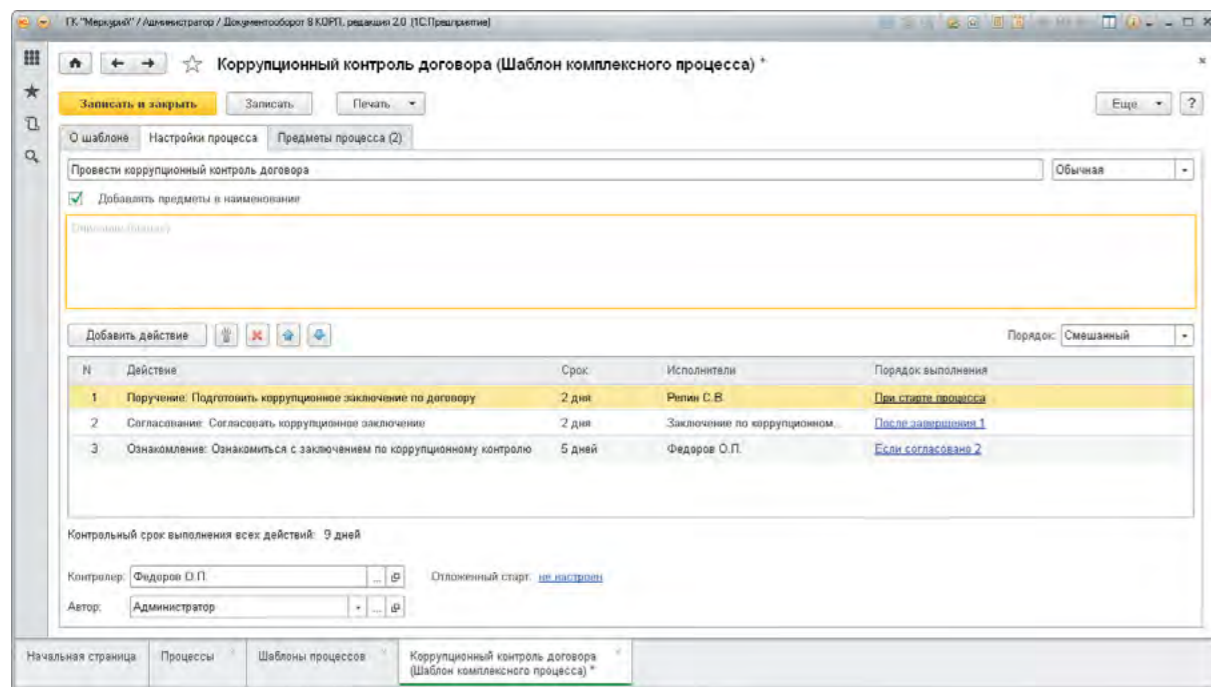 ГК "Меркурий" / Администратор / Документооборот 8 КОРП, редакция 2.0 (1С:Предприятие)
Коррупционный контроль договора (Шаблон комплексного процесса) *
Записать и закрыть Записать Печать Еще ?
О шаблоне Настройки процесса Предметы процесса (2)
Провести коррупционный контроль договора Обычная
Добавлять предметы в наименование
Добавить действие Порядок: Смешанный
N Действие Срок Исполнители Порядок выполнения
1 Поручение: Подготовить коррупционное заключение по договору 2 дня Репин С.В. При старте процесса
2 Согласование: Согласовать коррупционное заключение 2 дня Заключение по коррупционном... После завершения 1
3 Ознакомление: Ознакомиться с заключением по коррупционному контролю 5 дней Федоров О.П. Если согласовано 2
Контрольный срок выполнения всех действий: 9 дней
Контролер: Федоров О.П. ... Отложенный старт: не настроен
Автор: Администратор ...
Начальная страница Процессы Шаблоны процессов Коррупционный контроль договора
(Шаблон комплексного процесса) *